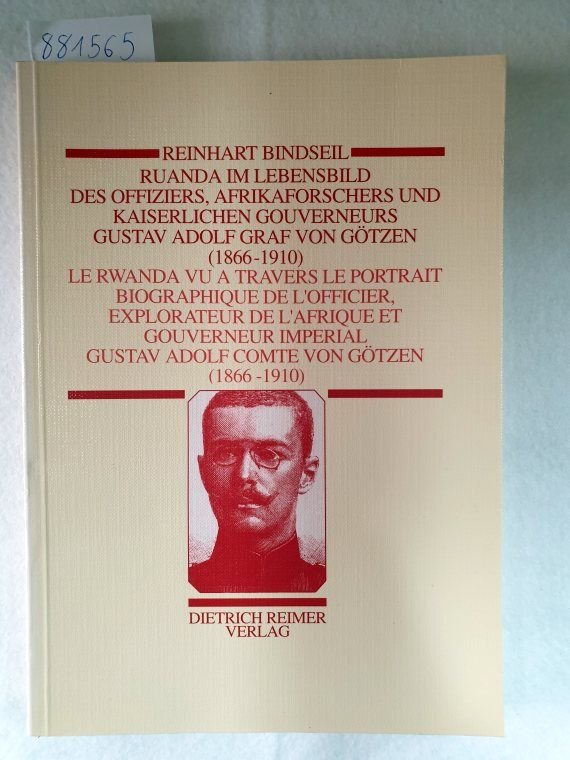 881565
REINHART BINDSEIL
RUANDA IM LEBENSBILD
DES OFFIZIERS, AFRIKAFORSCHERS UND
KAISERLICHEN GOUVERNEURS
GUSTAV ADOLF GRAF VON GÖTZEN
(1866-1910)
LE RWANDA VU A TRAVERS LE PORTRAIT
BIOGRAPHIQUE DE L'OFFICIER,
EXPLORATEUR DE L'AFRIQUE ET
GOUVERNEUR IMPERIAL
GUSTAV ADOLF COMTE VON GÖTZEN
(1866 -1910)
DIETRICH REIMER
VERLAG